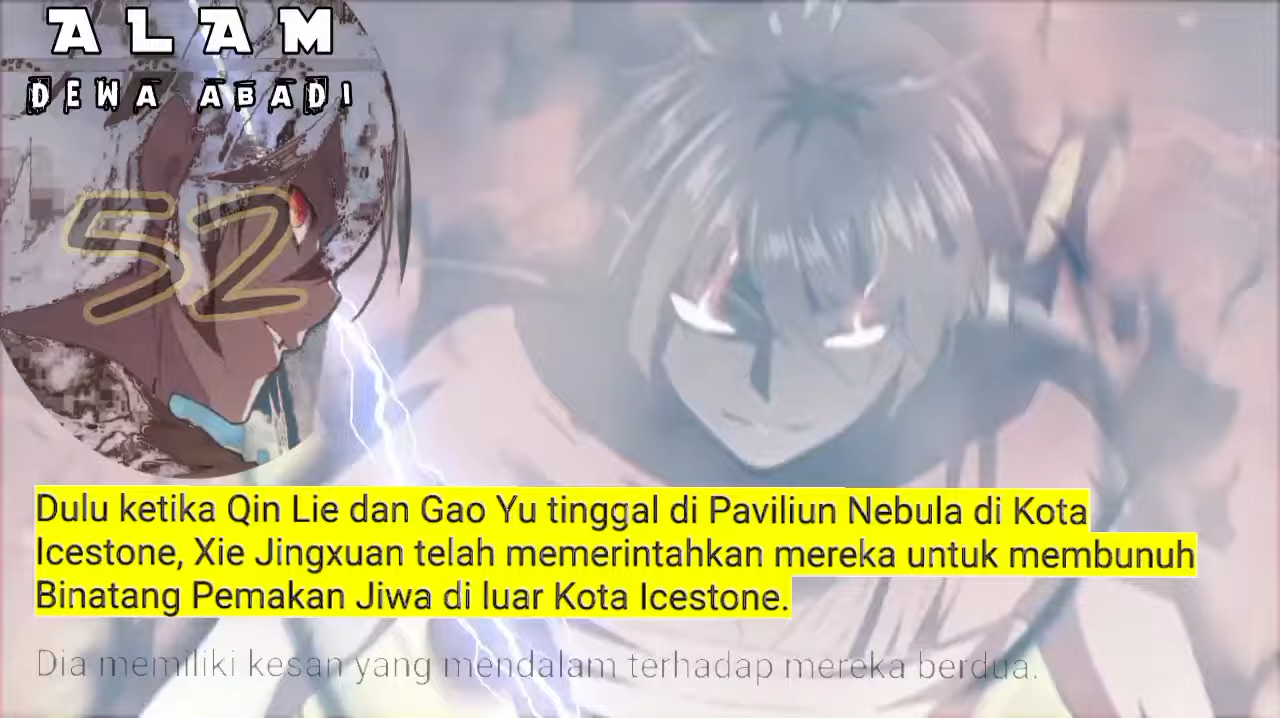 ALAM
DEWA ABADI
52
Dulu ketika Qin Lie dan Gao Yu tinggal di Paviliun Nebula di Kota
Icestone, Xie Jingxuan telah memerintahkan mereka untuk membunuh
Binatang Pemakan Jiwa di luar Kota Icestone.
Dia memiliki kesan yang mendalam terhadap mereka berdua.